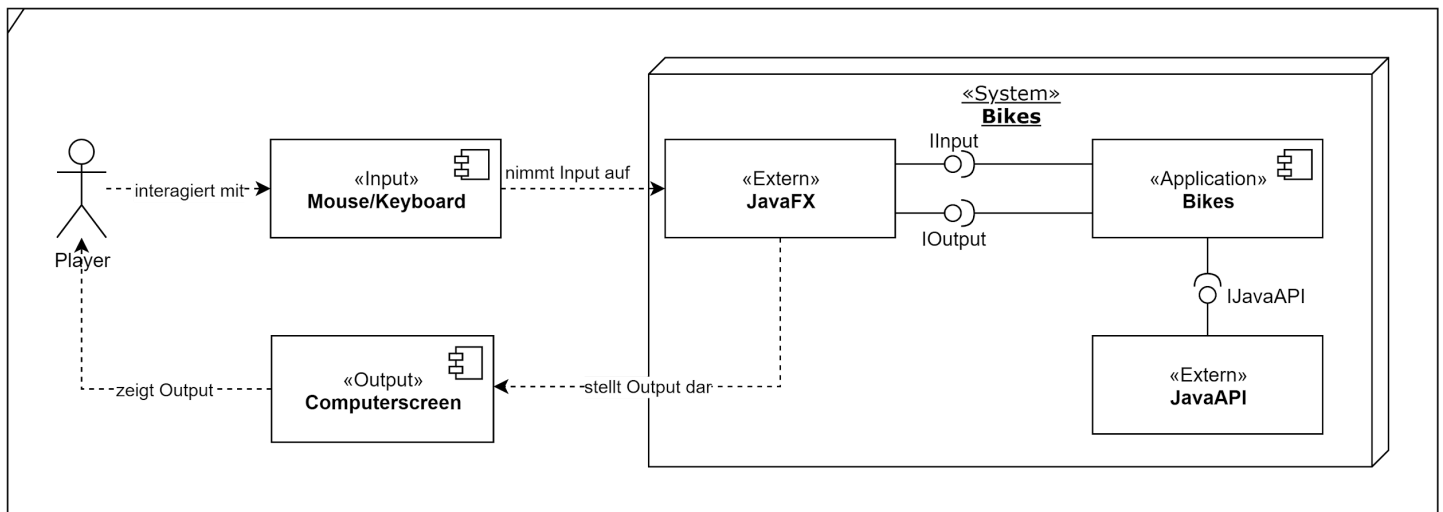 «System»
Bikes
Player
interagiert mit
«Input»
Mouse/Keyboard
nimmt Input auf
«Extern»
JavaFX
IInput
IOutput
«Application»
Bikes
IJavaAPI
«Extern»
JavaAPI
stellt Output dar
«Output»
Computerscreen
zeigt Output